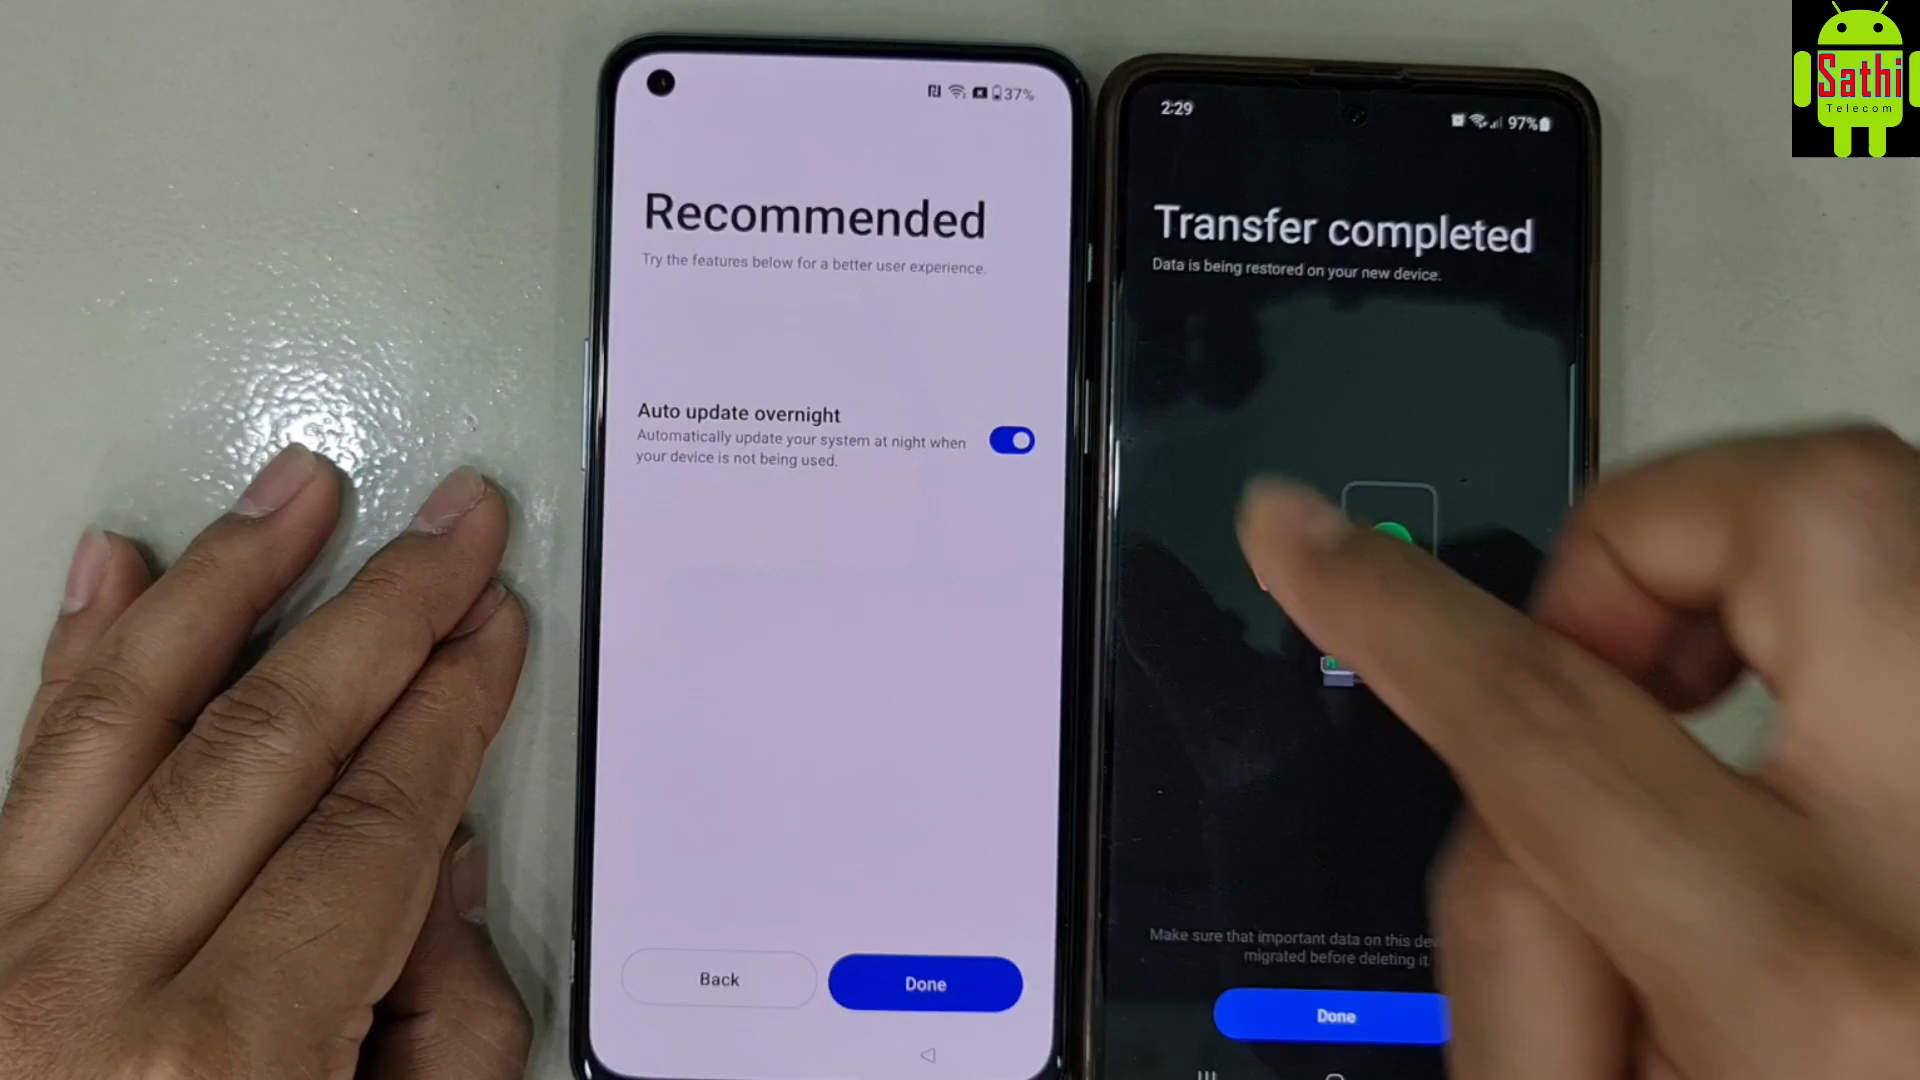 37%
Recommended
Try the features below for a better user experience.
Auto update overnight
Automatically update your system at night when
your device is not being used.
Back
Done
2:29
97%
Transfer completed
Data is being restored on your new device.
Make sure that important data on this
migrated before deleting it
Done
Sathi
Telecom